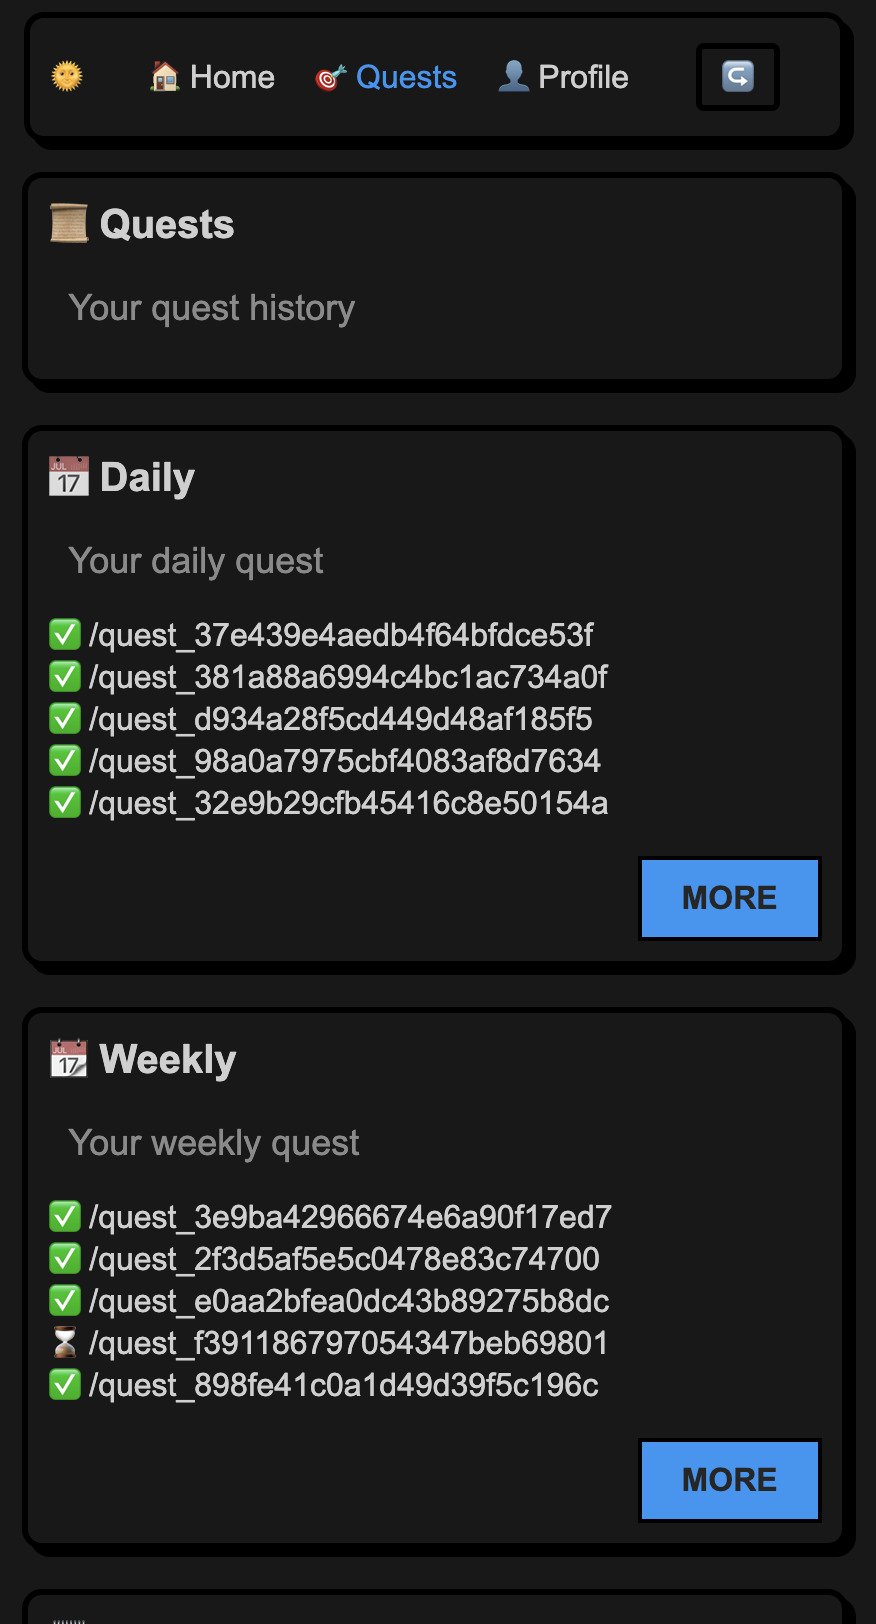 Home Quests Profile
Quests
Your quest history
Daily
Your daily quest
/quest_37e439e4aedb4f64bfdce53f
/quest_381a88a6994c4bc1ac734a0f
/quest_d934a28f5cd449d48af185f5
/quest_98a0a7975cbf4083af8d7634
/quest_32e9b29cfb45416c8e50154a
MORE
Weekly
Your weekly quest
/quest_3e9ba42966674e6a90f17ed7
/quest_2f3d5af5e5c0478e83c74700
/quest_e0aa2bfea0dc43b89275b8dc
/quest_f391186797054347beb69801
/quest_898fe41c0a1d49d39f5c196c
MORE